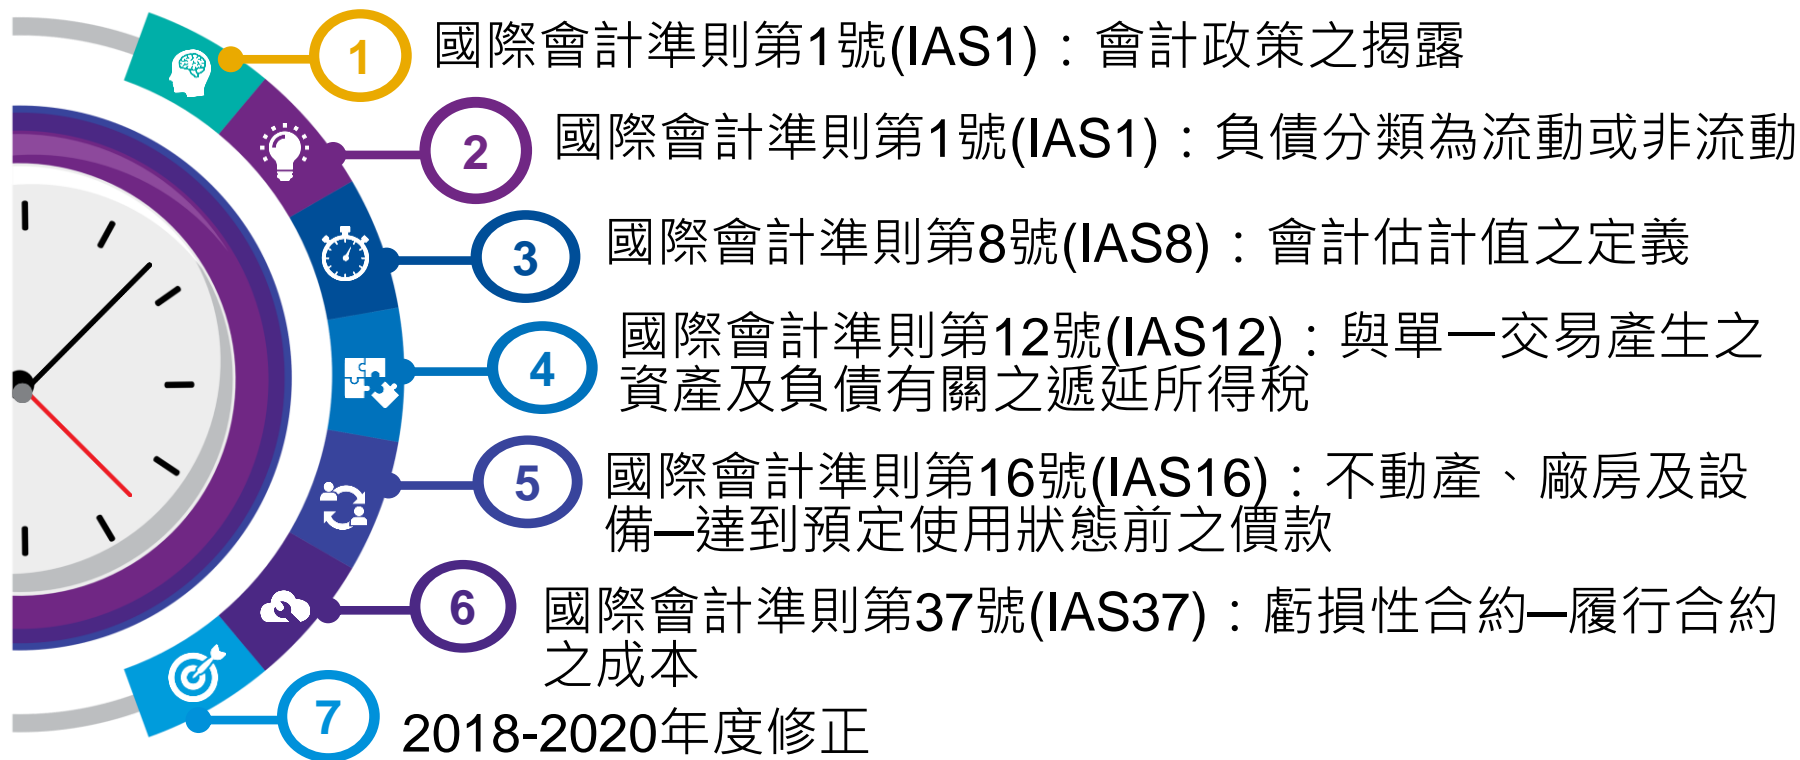 1
國際會計準則第1號(IAS1)：會計政策之揭露
2
國際會計準則第1號(IAS1)：負債分類為流動或非流動
3
國際會計準則第8號(IAS8)：會計估計值之定義
4
國際會計準則第12號(IAS12)：與單一交易產生之
資產及負債有關之遞延所得稅
5
國際會計準則第16號(IAS16)：不動產、廠房及設
備—達到預定使用狀態前之價款
6
國際會計準則第37號(IAS37)：虧損性合約—履行合約
之成本
7
2018-2020年度修正